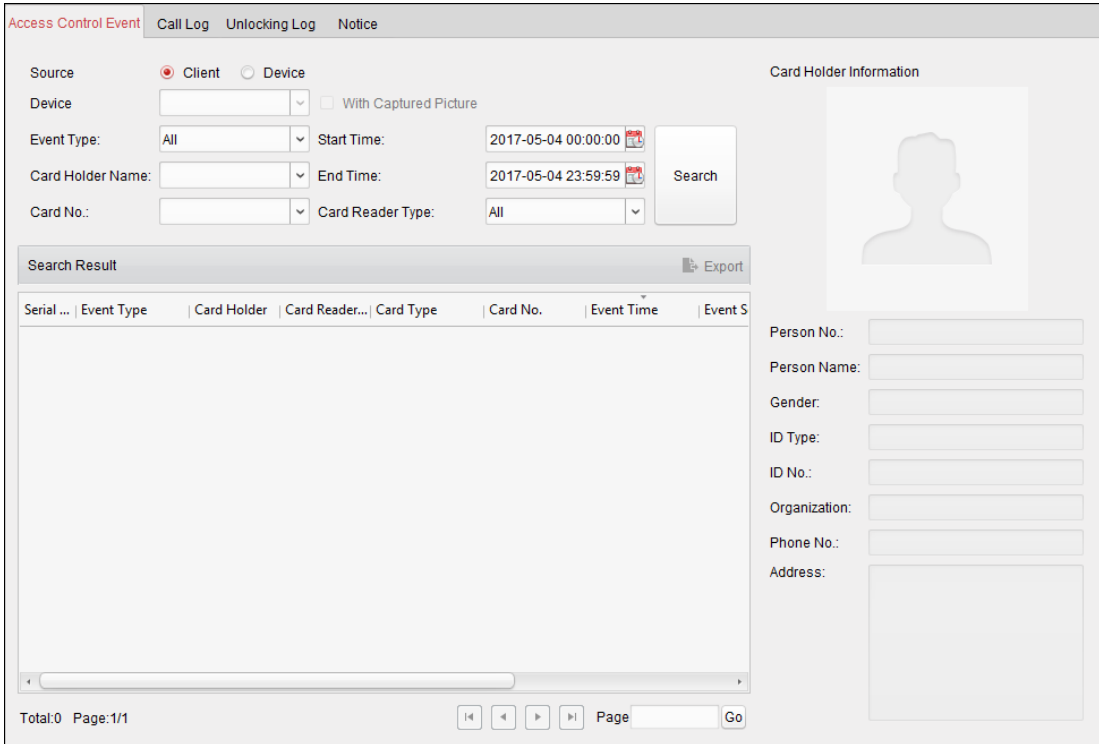 Access Control Event Call Log Unlocking Log Notice
Source Client Device
Device With Captured Picture
Event Type: All Start Time: 2017-05-04 00:00:00
Card Holder Name: End Time: 2017-05-04 23:59:59
Search
Card No.: Card Reader Type: All
Search Result Export
Serial ... Event Type Card Holder Card Reader... Card Type Card No. Event Time Event S
Total:0 Page:1/1 Page Go
Card Holder Information
Person No.:
Person Name:
Gender:
ID Type:
ID No.:
Organization:
Phone No.:
Address: